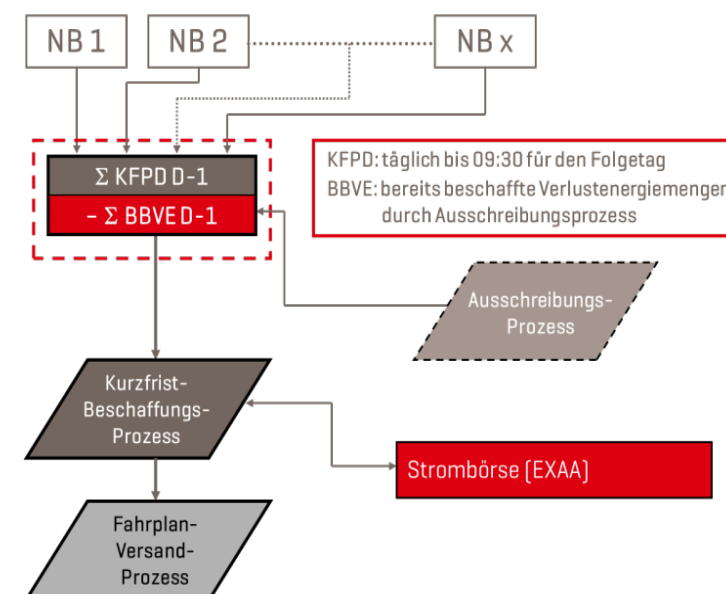 NB 1
NB 2
NB x
Σ KFPD D-1
- Σ BBVE D-1
KFPD: täglich bis 09:30 für den Folgetag
BBVE: bereits beschaffte Verlustenergiemengen
durch Ausschreibungsprozess
Ausschreibungs-
Prozess
Kurzfrist-
Beschaffungs-
Prozess
Strombörse (EXAA)
Fahrplan-
Versand-
Prozess